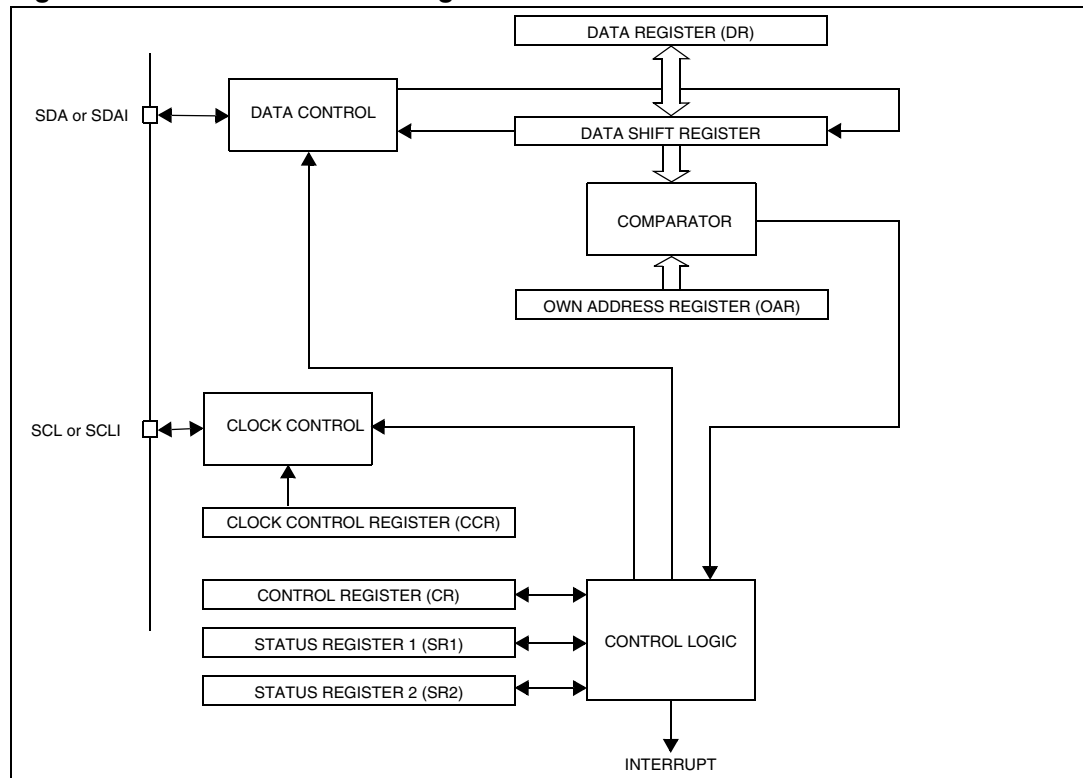 DATA REGISTER (DR)
SDA or SDAI
DATA CONTROL
DATA SHIFT REGISTER
COMPARATOR
OWN ADDRESS REGISTER (OAR)
SCL or SCLI
CLOCK CONTROL
CLOCK CONTROL REGISTER (CCR)
CONTROL REGISTER (CR)
STATUS REGISTER 1 (SR1)
CONTROL LOGIC
STATUS REGISTER 2 (SR2)
INTERRUPT